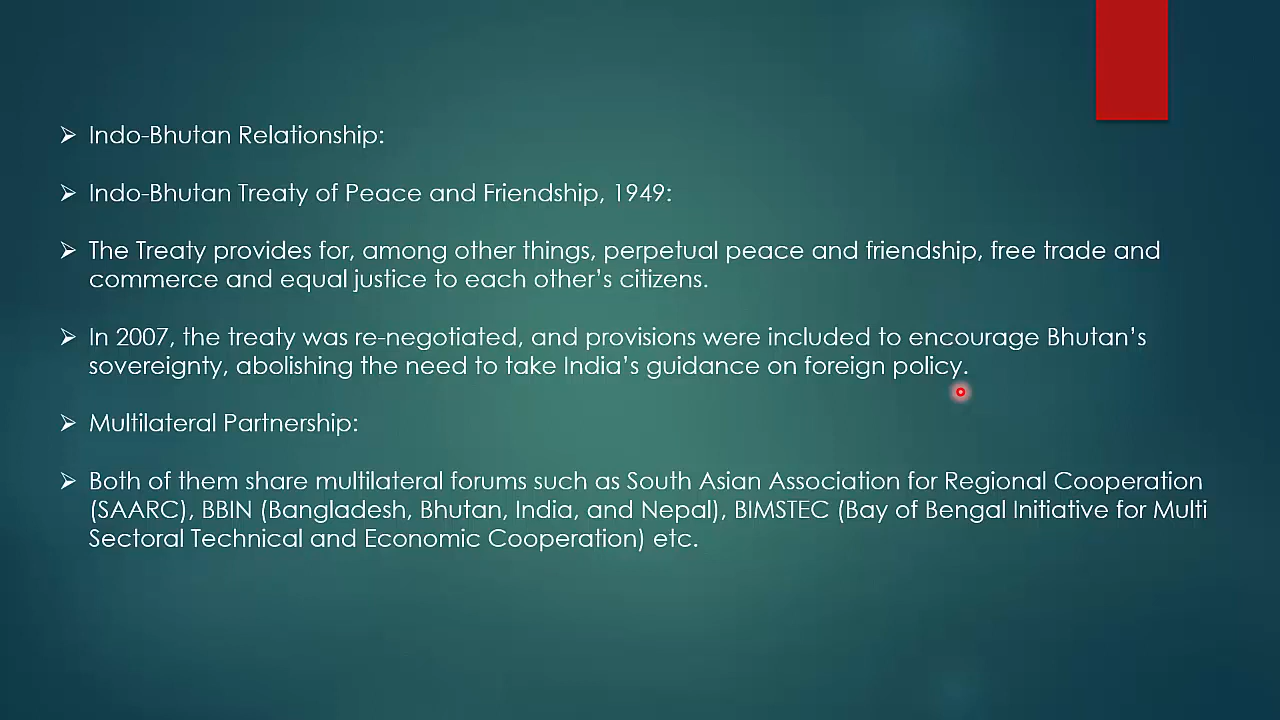 Indo-Bhutan Relationship:
Indo-Bhutan Treaty of Peace and Friendship, 1949:
The Treaty provides for, among other things, perpetual peace and friendship, free trade and
commerce and equal justice to each other's citizens.
In 2007, the treaty was re-negotiated, and provisions were included to encourage Bhutan's
sovereignty, abolishing the need to take India's guidance on foreign policy.
Multilateral Partnership:
Both of them share multilateral forums such as South Asian Association for Regional Cooperation
(SAARC), BBIN (Bangladesh, Bhutan, India, and Nepal), BIMSTEC (Bay of Bengal Initiative for Multi
Sectoral Technical and Economic Cooperation) etc.